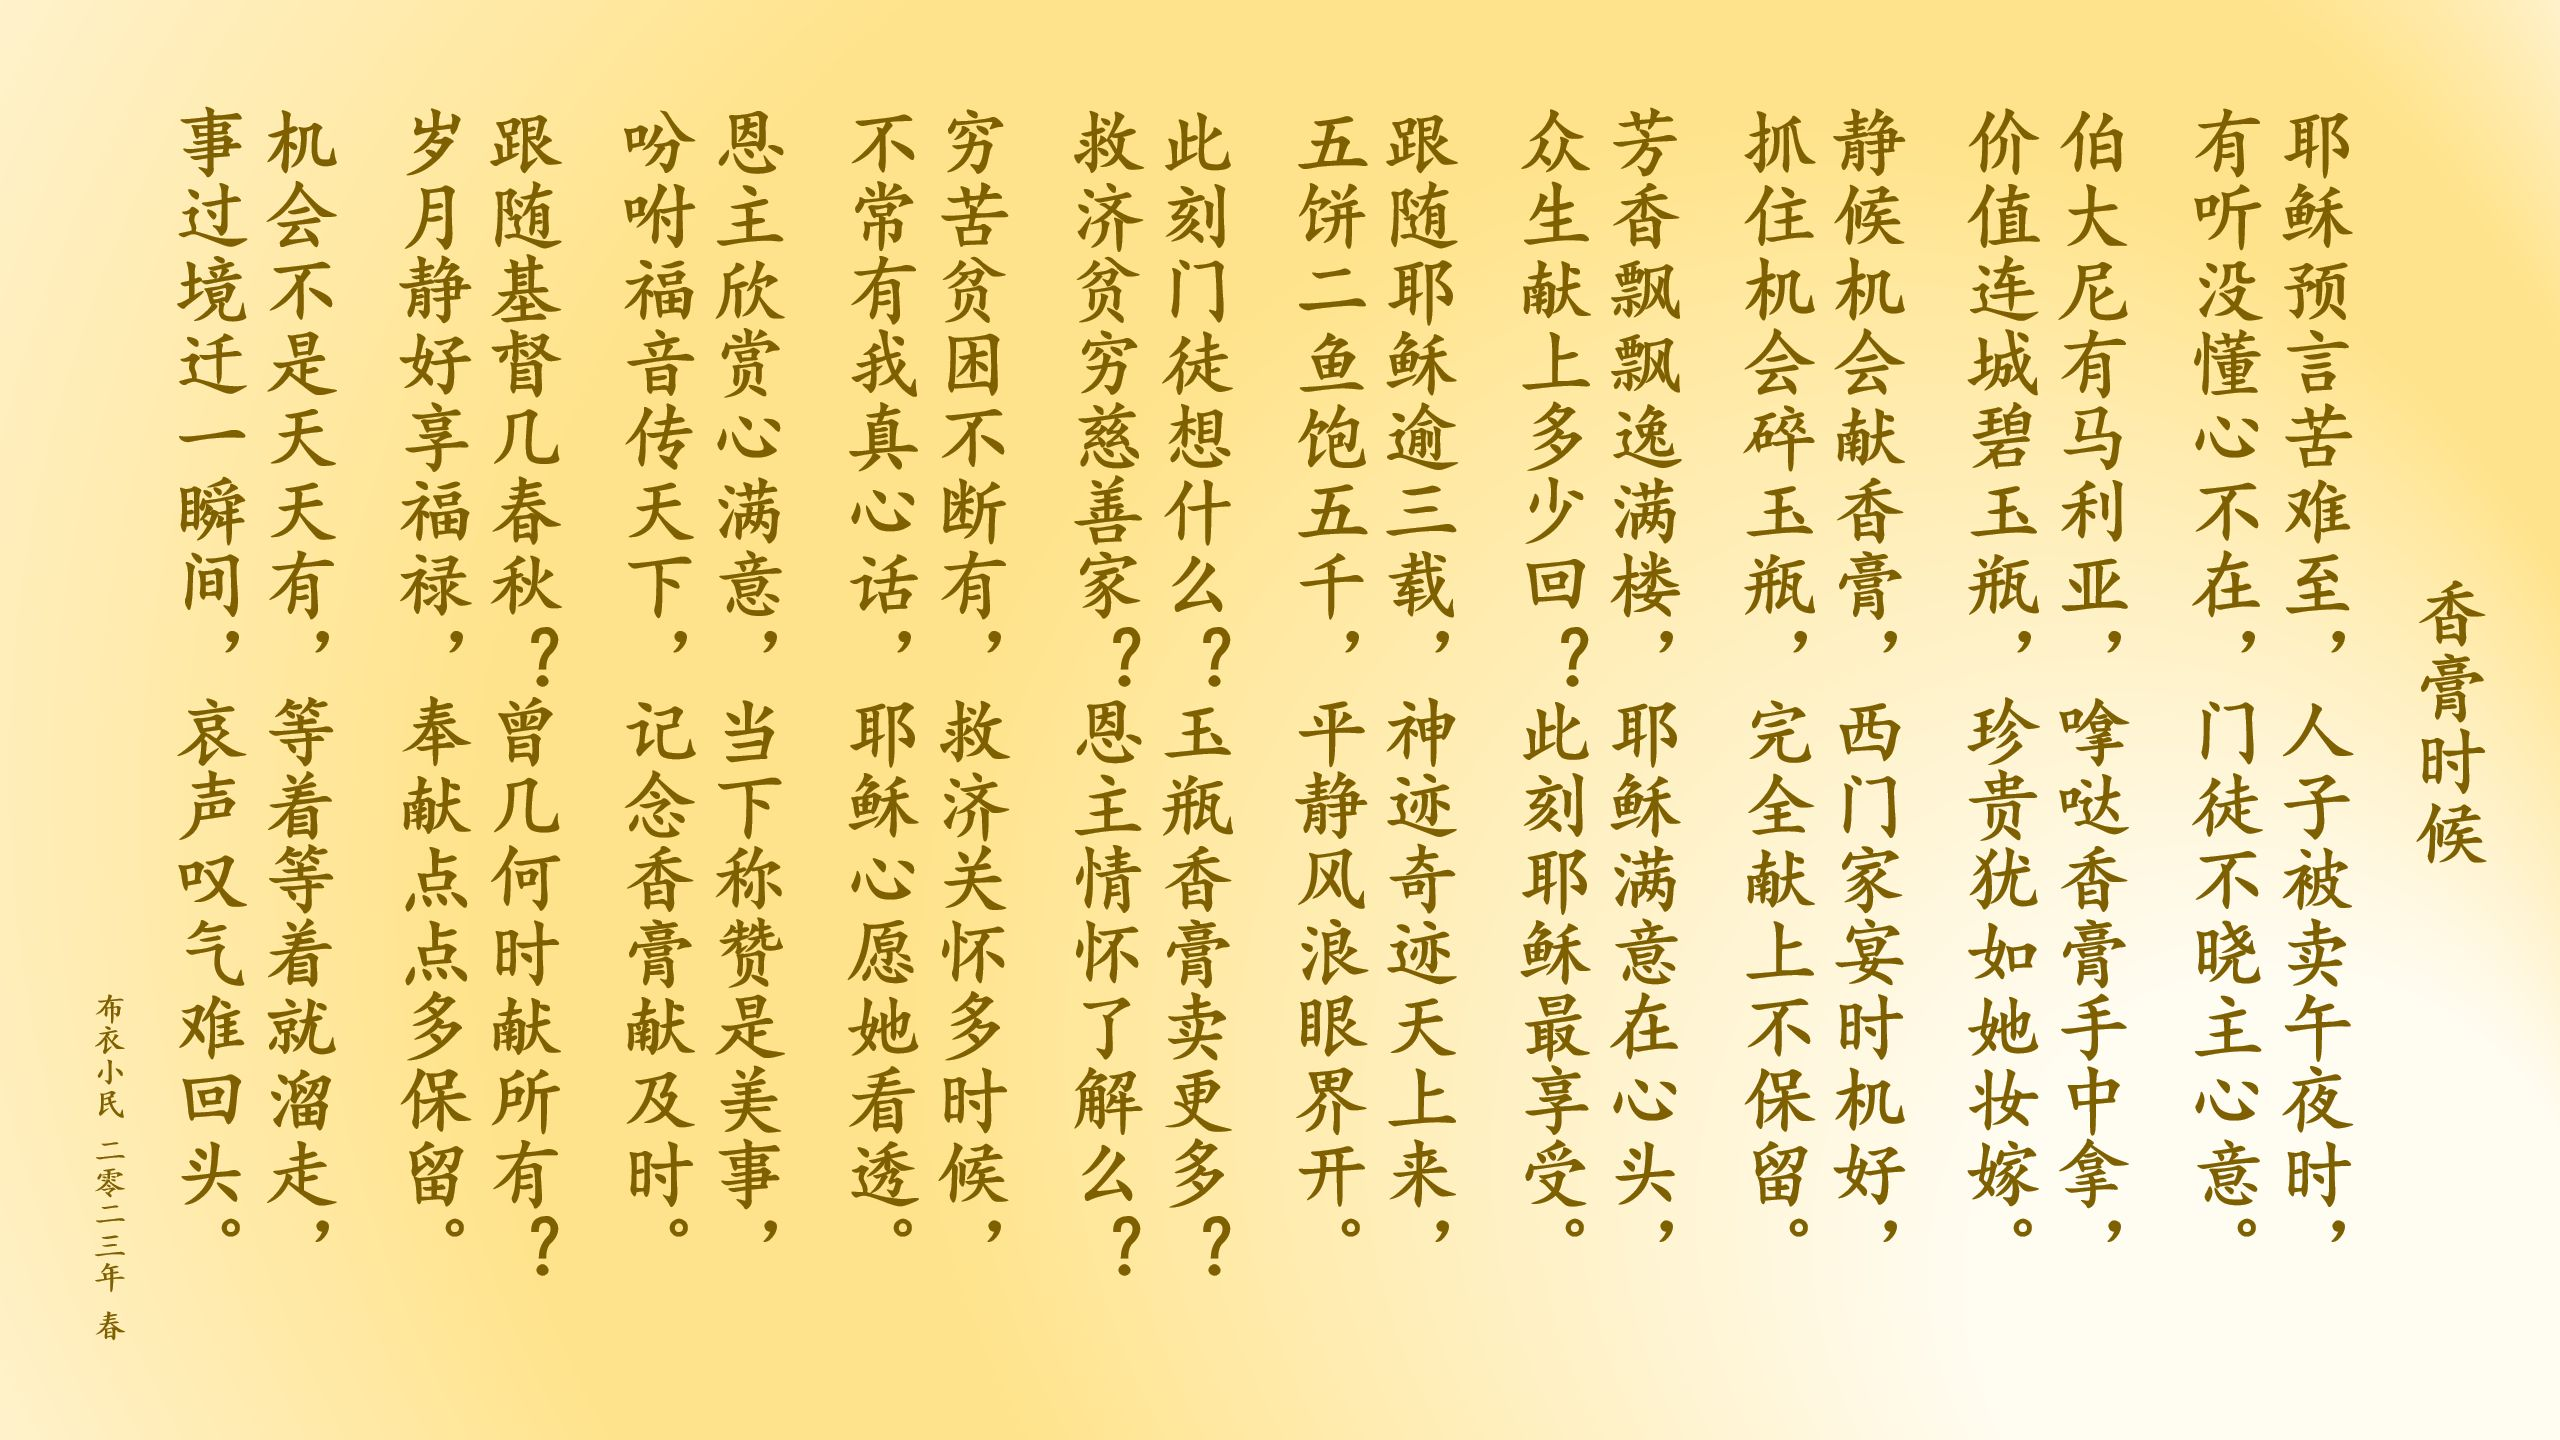 香膏时候
耶稣预言苦难至，人子被卖午夜时，
有听没懂心不在，门徒不晓主心意。
伯大尼有马利亚，嗱哒香膏手中拿，
价值连城碧玉瓶，珍贵犹如她妆嫁。
静候机会献香膏，西门家宴时机好，
抓住机会碎玉瓶，完全献上不保留。
芳香飘飘逸满楼，耶稣满意在心头，
众生献上多少回？此刻耶稣最享受。
跟随耶稣逾三载，神迹奇迹天上来，
五饼二鱼饱五千，平静风浪眼界开。
此刻门徒想什么？玉瓶香膏卖更多？
救济贫穷慈善家？恩主情怀了解么？
穷苦贫困不断有，救济关怀多时候，
不常有我真心话，耶稣心愿她看透。
恩主欣赏心满意，当下称赞是美事，
吩咐福音传天下，记念香膏献及时。
跟随基督几春秋？曾几何时献所有？
岁月静好享福禄，奉献点点多保留。
机会不是天天有，等着等着就溜走，
事过境迁一瞬间，哀声叹气难回头。
布衣小民 二零二三年 春